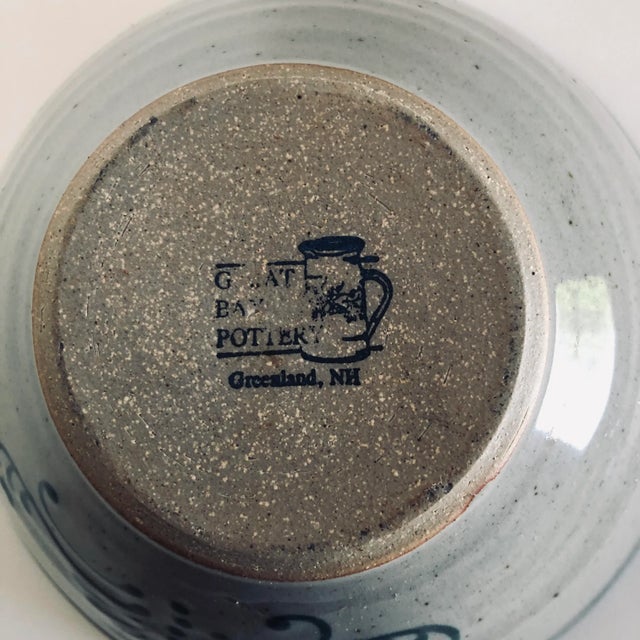 GREAT
BAY
POTTERY
Greenland, NH